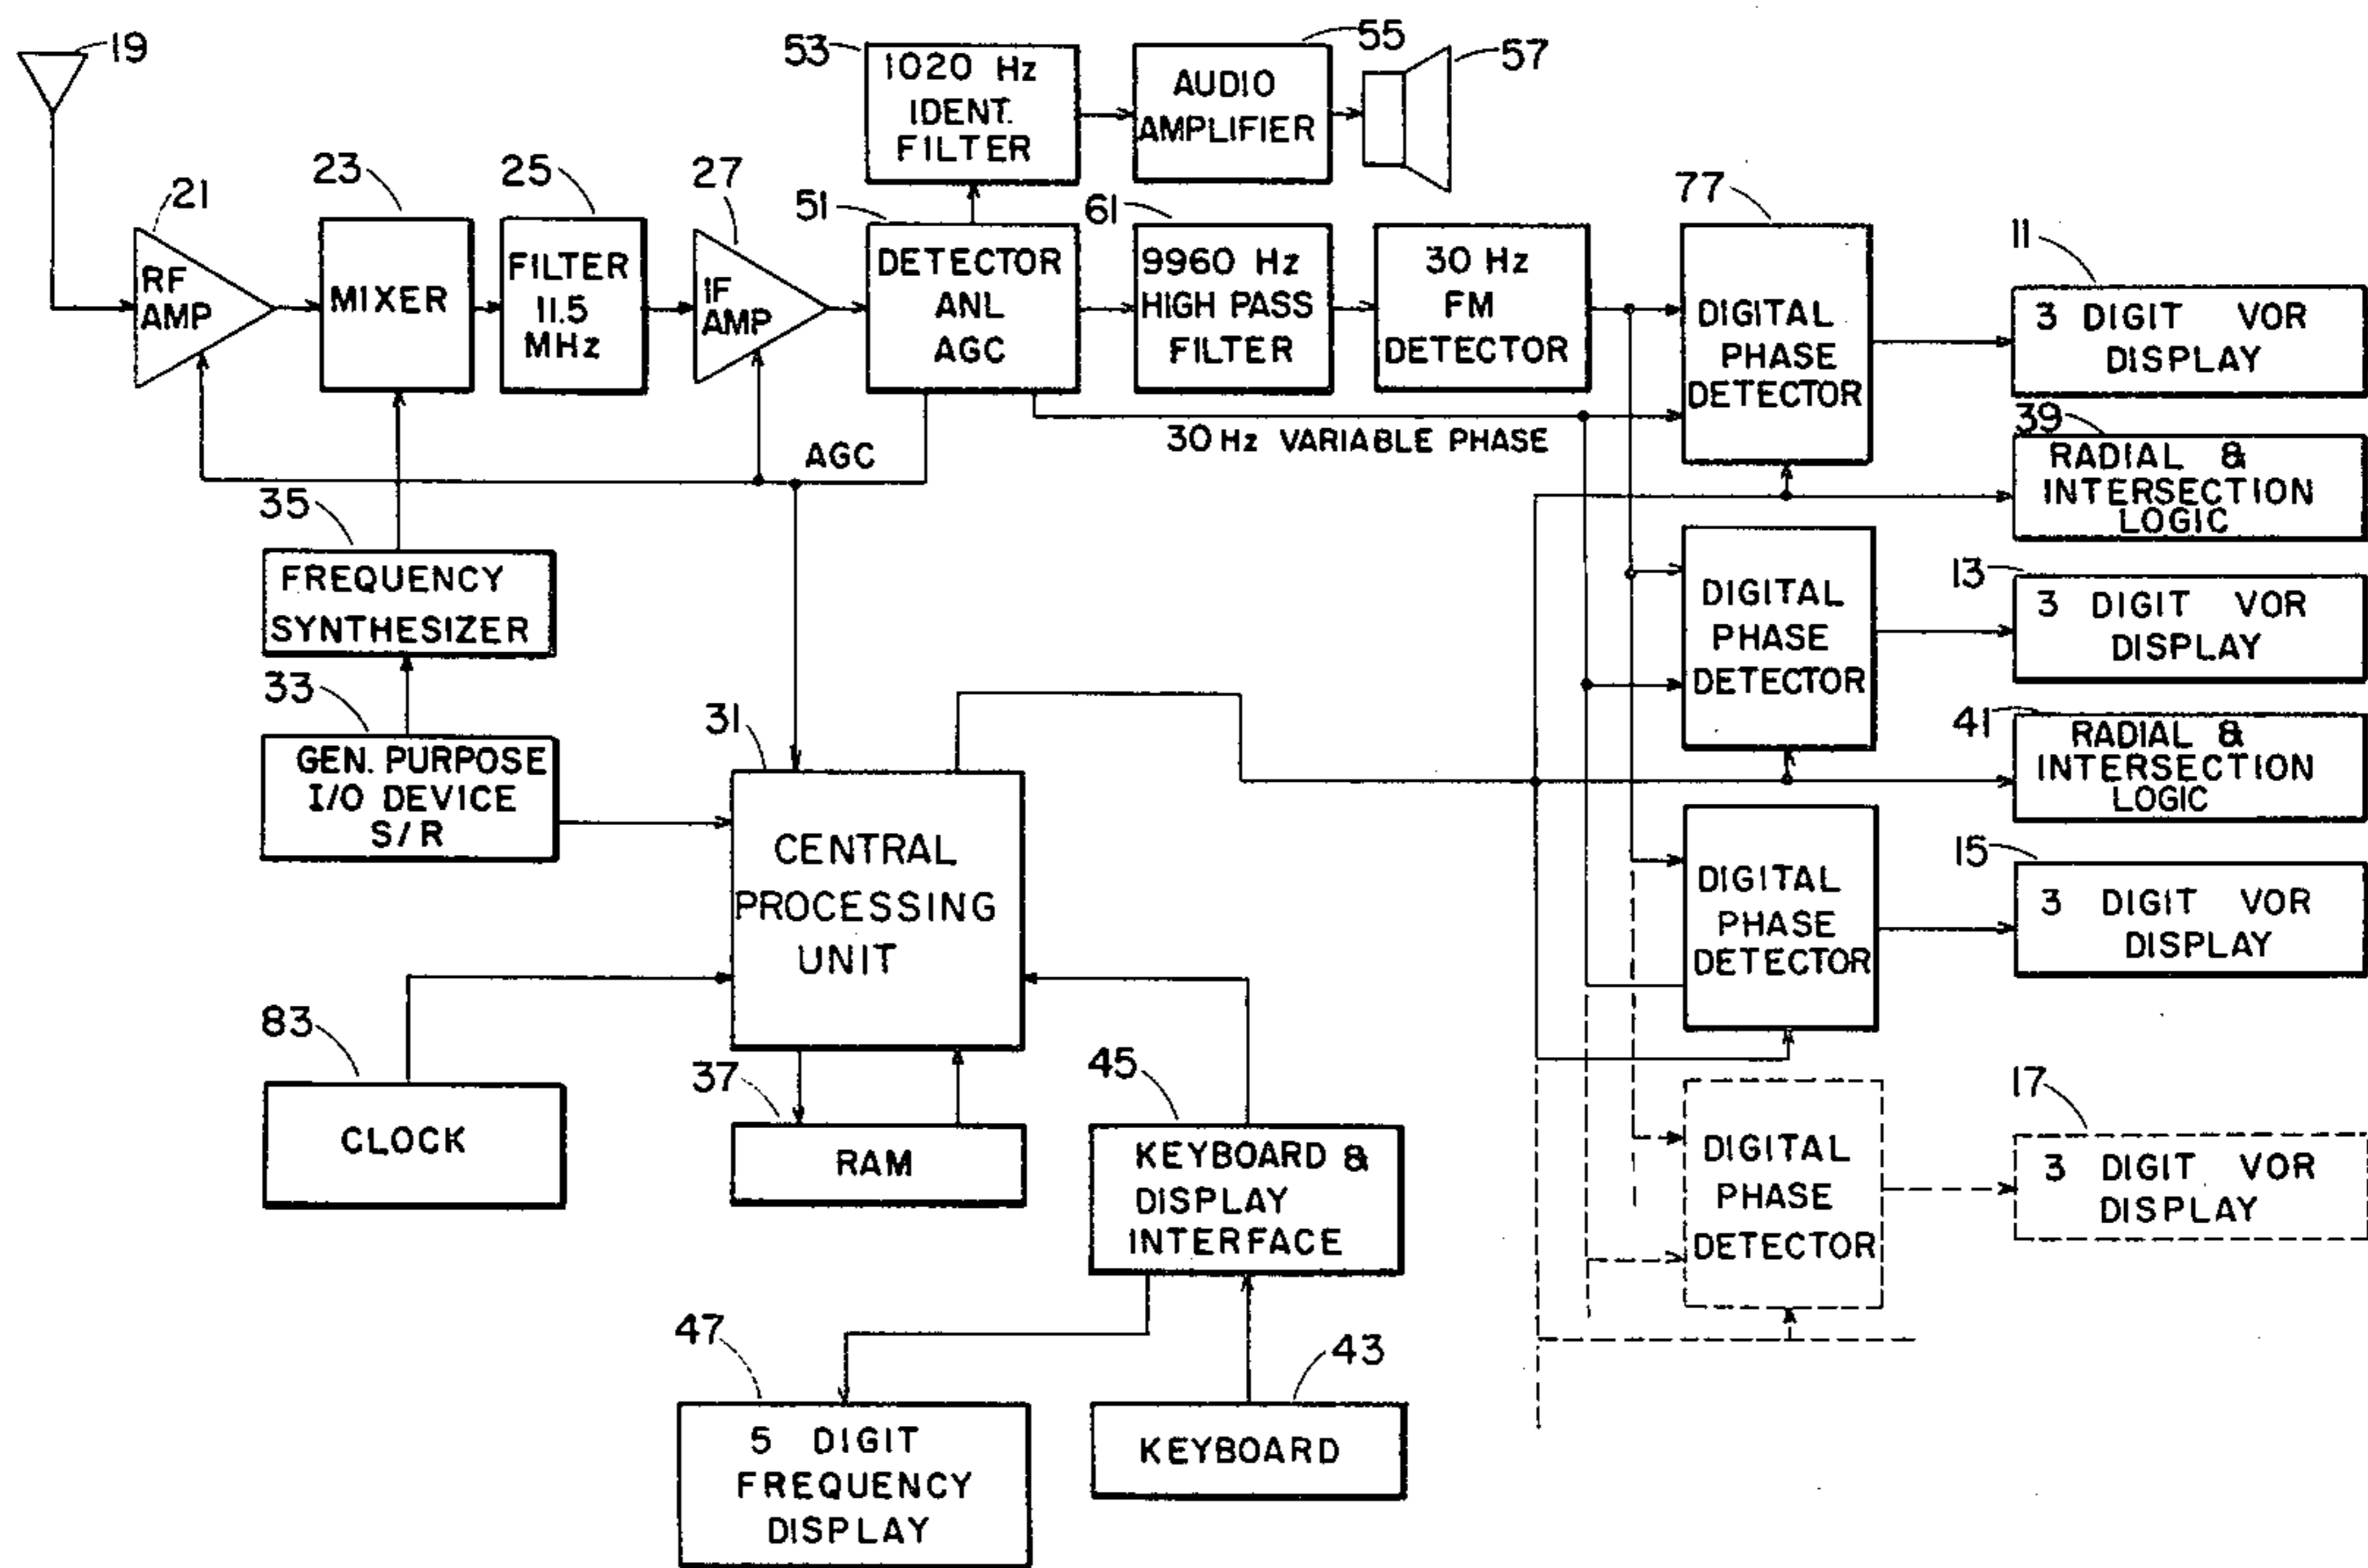 19
21
RF
AMP
23
MIXER
25
FILTER
11.5
MHz
27
IF
AMP
53
1020 Hz
IDENT.
FILTER
55
AUDIO
AMPLIFIER
57
51
DETECTOR
ANL
AGC
61
9960 Hz
HIGH PASS
FILTER
30 Hz
FM
DETECTOR
77
DIGITAL
PHASE
DETECTOR
11
3 DIGIT VOR
DISPLAY
AGC
30 Hz VARIABLE PHASE
39
RADIAL &
INTERSECTION
LOGIC
35
FREQUENCY
SYNTHESIZER
DIGITAL
PHASE
DETECTOR
13
3 DIGIT VOR
DISPLAY
33
GEN. PURPOSE
I/O DEVICE
S/R
31
CENTRAL
PROCESSING
UNIT
41
RADIAL &
INTERSECTION
LOGIC
DIGITAL
PHASE
DETECTOR
15
3 DIGIT VOR
DISPLAY
83
CLOCK
37
RAM
45
KEYBOARD &
DISPLAY
INTERFACE
DIGITAL
PHASE
DETECTOR
17
3 DIGIT VOR
DISPLAY
47
5 DIGIT
FREQUENCY
DISPLAY
43
KEYBOARD